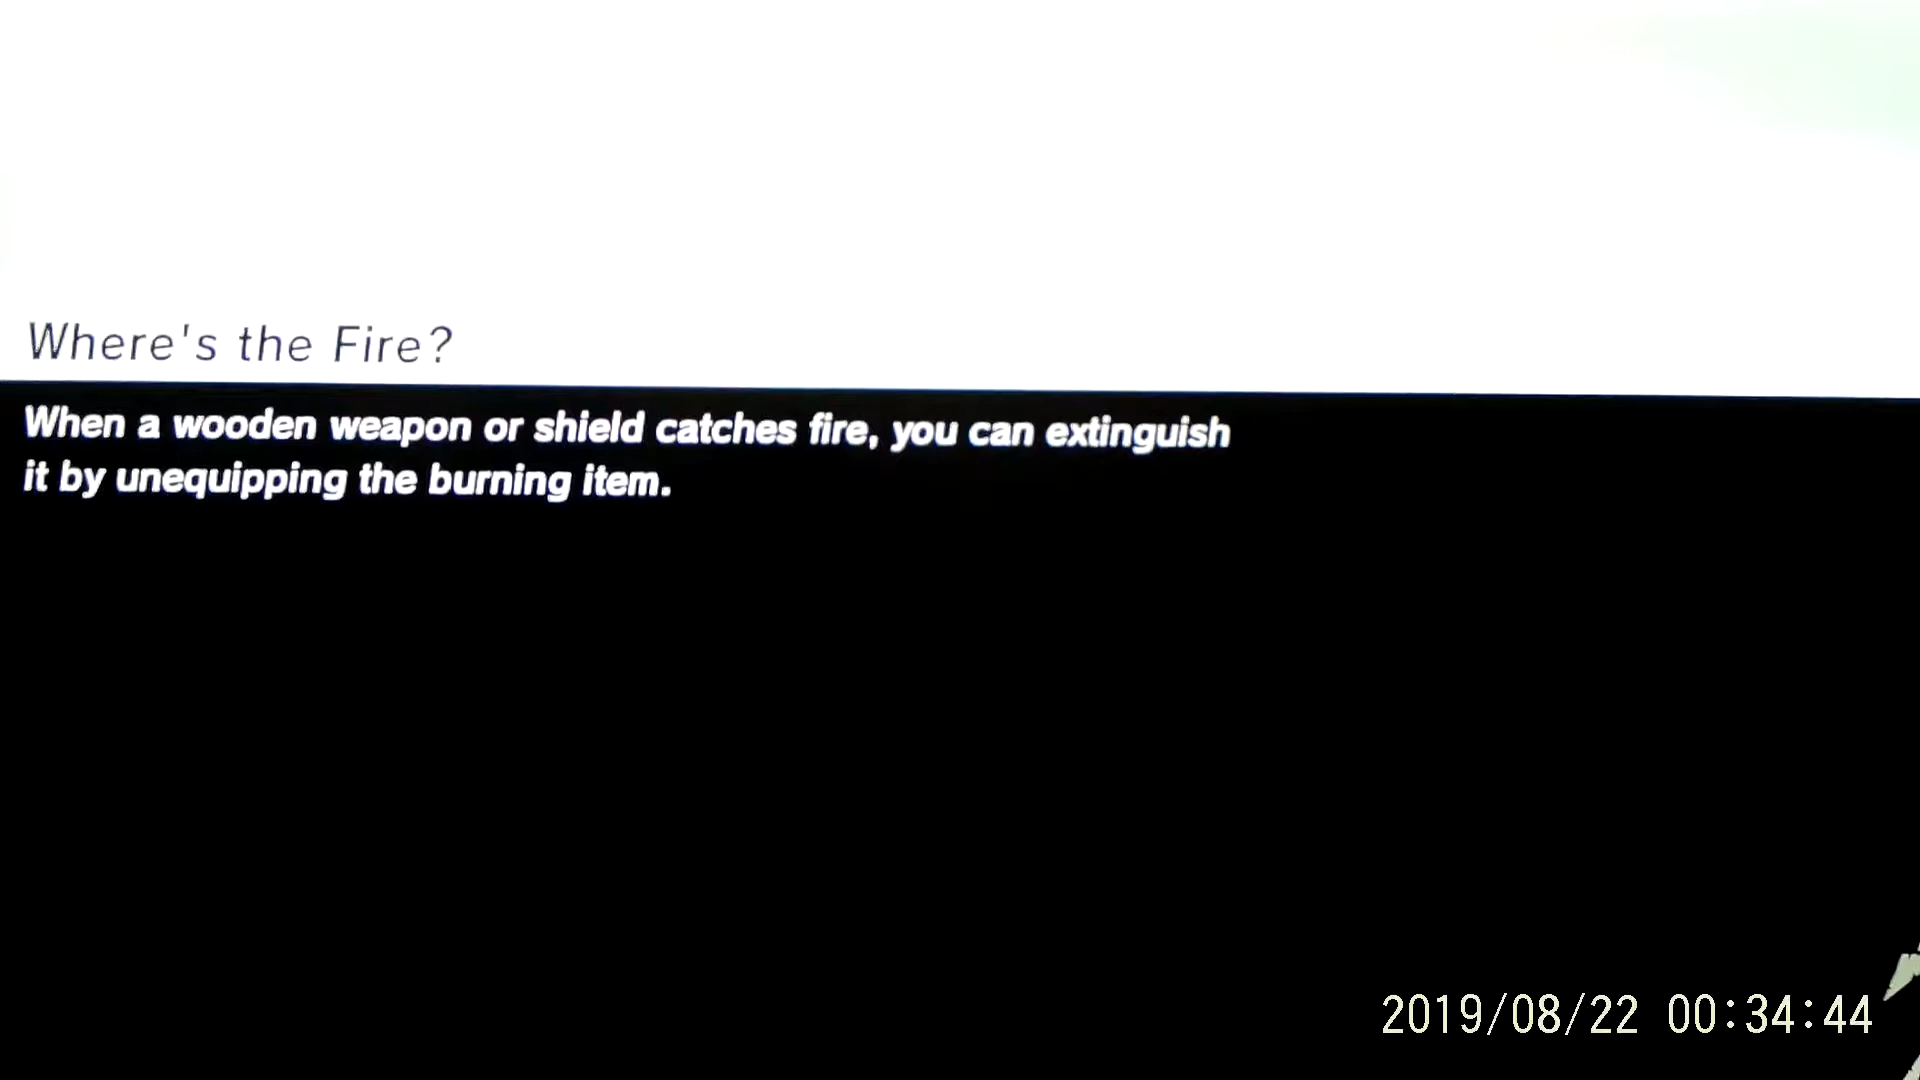 Where's the Fire?
When a wooden weapon or shield catches fire, you can extinguish
it by unequipping the burning item.
2019/08/22 00:34:44